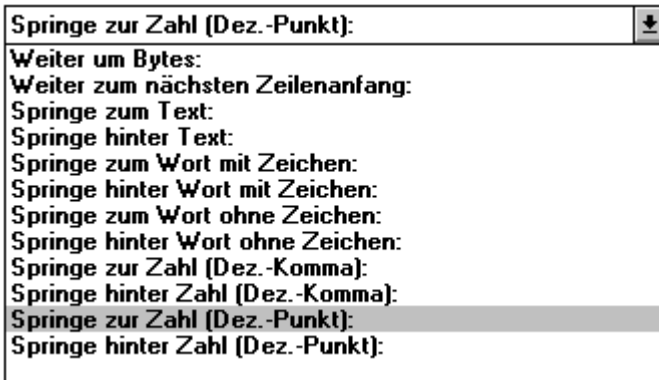 Springe zur Zahl (Dez.-Punkt):
Weiter um Bytes:
Weiter zum nächsten Zeilenanfang:
Springe zum Text:
Springe hinter Text:
Springe zum Wort mit Zeichen:
Springe hinter Wort mit Zeichen:
Springe zum Wort ohne Zeichen:
Springe hinter Wort ohne Zeichen:
Springe zur Zahl (Dez.-Komma):
Springe hinter Zahl (Dez.-Komma):
Springe zur Zahl (Dez.-Punkt):
Springe hinter Zahl (Dez.-Punkt):